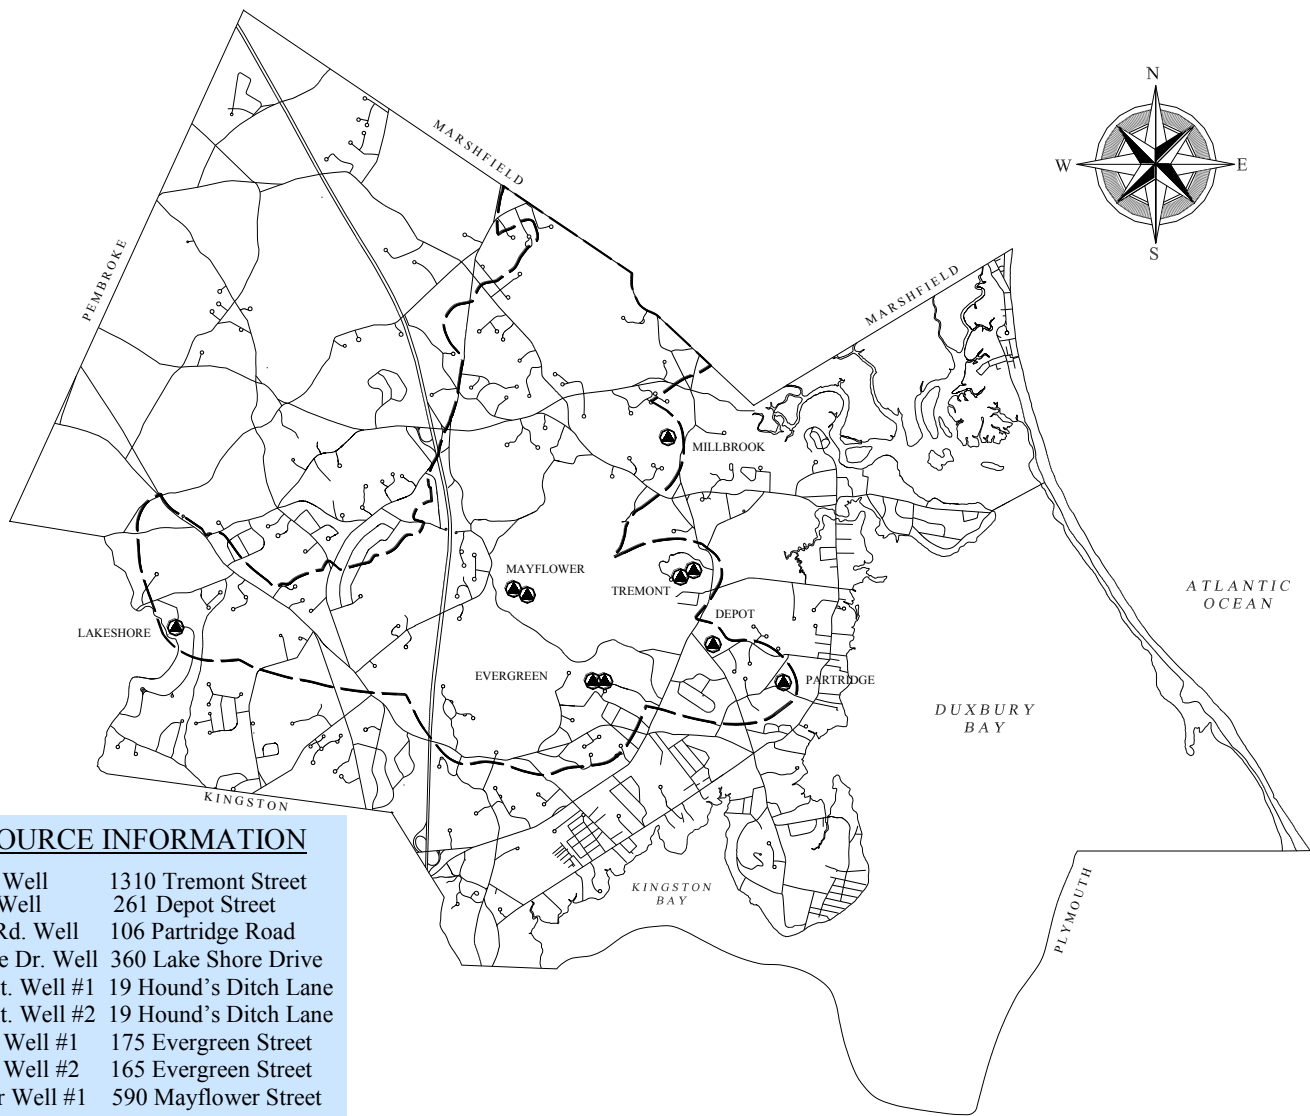 N
W
E
S
MARSHFIELD
PEMBROKE
MARSHFIELD
MILLBROOK
MAYFLOWER
TREMONT
DEPOT
LAKESHORE
EVERGREEN
PARTRIDGE
ATLANTIC
OCEAN
DUXBURY
BAY
KINGSTON
KINGSTON
BAY
PLYMOUTH
OURCE INFORMATION
Well 1310 Tremont Street
Well 261 Depot Street
Rd. Well 106 Partridge Road
e Dr. Well 360 Lake Shore Drive
t. Well #1 19 Hound's Ditch Lane
t. Well #2 19 Hound's Ditch Lane
Well #1 175 Evergreen Street
Well #2 165 Evergreen Street
r Well #1 590 Mayflower Street